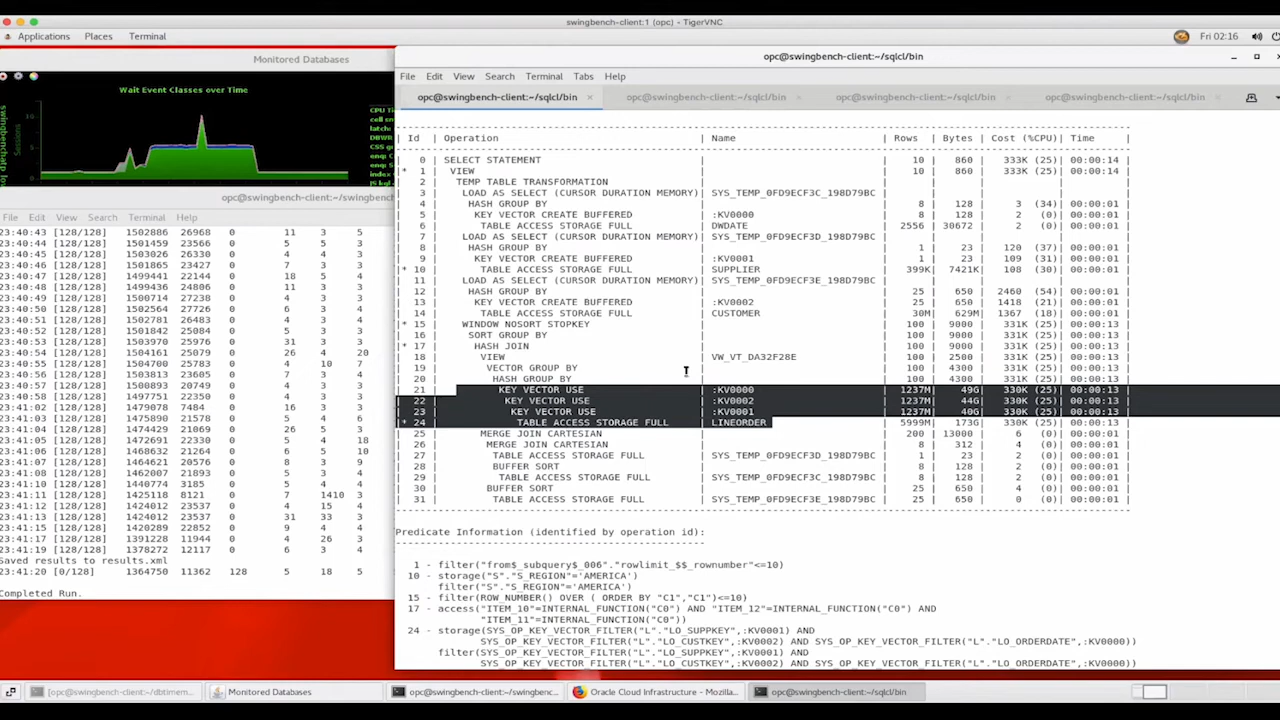 swingbench-client:1 (opc) - TigerVNC
Applications Places Terminal Fri 02:16
Monitored Databases
Wait Event Classes over Time
Sessions
CPU
cell
latch:
DBWR
CSS
enq:
enq:
opc@swingbench-client:~/swingbench
File Edit View Search Terminal Help
23:40:43 [128/128] 1502886 26968 0 11 3 5
23:40:44 [128/128] 1501459 23566 0 5 5 3
23:40:45 [128/128] 1503026 26330 0 4 4 3
23:40:46 [128/128] 1501865 23427 0 7 3 3
23:40:47 [128/128] 1499441 22144 0 18 5 4
23:40:48 [128/128] 1499436 24806 0 11 3 3
23:40:49 [128/128] 1500714 27238 0 4 3 3
23:40:50 [128/128] 1502564 27726 0 6 3 3
23:40:51 [128/128] 1502781 26483 0 4 3 3
23:40:52 [128/128] 1501842 25084 0 5 3 3
23:40:53 [128/128] 1503970 25976 0 31 3 3
23:40:54 [128/128] 1504161 25079 0 26 4 20
23:40:55 [128/128] 1504700 25783 0 4 10 7
23:40:56 [128/128] 1503806 23613 0 7 3 4
23:40:57 [128/128] 1500893 20749 0 4 3 3
23:40:58 [128/128] 1497751 23350 0 4 3 3
23:41:02 [128/128] 1479078 7484 0 16 3 3
23:41:03 [128/128] 1475890 21578 0 5 4 6
23:41:04 [128/128] 1474429 21069 0 26 3 3
23:41:05 [128/128] 1472691 22330 0 5 4 18
23:41:06 [128/128] 1468632 21264 0 6 5 10
23:41:07 [128/128] 1464621 20576 0 8 3 9
23:41:08 [128/128] 1462007 21893 0 7 3 4
23:41:10 [128/128] 1440774 3185 0 5 4 4
23:41:11 [128/128] 1425118 8121 0 7 1410 3
23:41:12 [128/128] 1424012 23537 0 4 15 4
23:41:13 [128/128] 1424012 23537 0 31 33 3
23:41:15 [128/128] 1420289 22852 0 9 4 4
23:41:17 [128/128] 1391228 11944 0 4 26 3
23:41:19 [128/128] 1378272 12117 0 6 3 4
Saved results to results.xml
23:41:20 [0/128] 1364750 11362 128 5 18 5
Completed Run.
opc@swingbench-client:~/sqlcl/bin
File Edit View Search Terminal Tabs Help
opc@swingbench-client:~/sqlcl/bin × opc@swingbench-client:~/sqlcl/bin × opc@swingbench-client:~/sqlcl/bin × opc@swingbench-client:~/sqlcl/bin ×
| Id | Operation | Name | Rows | Bytes | Cost (%CPU)| Time |
| 0 | SELECT STATEMENT | | 10 | 860 | 333K (25)| 00:00:14 |
|* 1 | VIEW | | 10 | 860 | 333K (25)| 00:00:14 |
| 2 | TEMP TABLE TRANSFORMATION | | | | | |
| 3 | LOAD AS SELECT (CURSOR DURATION MEMORY)| SYS_TEMP_0FD9ECF3C_198D79BC | | | | |
| 4 | HASH GROUP BY | | 8 | 128 | 3 (34)| 00:00:01 |
| 5 | KEY VECTOR CREATE BUFFERED | :KV0000 | 8 | 128 | 2 (0)| 00:00:01 |
| 6 | TABLE ACCESS STORAGE FULL | DWDATE | 2556 | 30672 | 2 (0)| 00:00:01 |
| 7 | LOAD AS SELECT (CURSOR DURATION MEMORY)| SYS_TEMP_0FD9ECF3D_198D79BC | | | | |
| 8 | HASH GROUP BY | | 1 | 23 | 120 (37)| 00:00:01 |
| 9 | KEY VECTOR CREATE BUFFERED | :KV0001 | 1 | 23 | 109 (31)| 00:00:01 |
|* 10 | TABLE ACCESS STORAGE FULL | SUPPLIER | 399K| 7421K| 108 (30)| 00:00:01 |
| 11 | LOAD AS SELECT (CURSOR DURATION MEMORY)| SYS_TEMP_0FD9ECF3E_198D79BC | | | | |
| 12 | HASH GROUP BY | | 25 | 650 | 2460 (54)| 00:00:01 |
| 13 | KEY VECTOR CREATE BUFFERED | :KV0002 | 25 | 650 | 1418 (21)| 00:00:01 |
| 14 | TABLE ACCESS STORAGE FULL | CUSTOMER | 30M| 629M| 1367 (18)| 00:00:01 |
|* 15 | WINDOW NOSORT STOPKEY | | 100 | 9000 | 331K (25)| 00:00:13 |
| 16 | SORT GROUP BY | | 100 | 9000 | 331K (25)| 00:00:13 |
|* 17 | HASH JOIN | | 100 | 9000 | 331K (25)| 00:00:13 |
| 18 | VIEW | VW_VT_DA32F28E | 100 | 2500 | 331K (25)| 00:00:13 |
| 19 | VECTOR GROUP BY | | 100 | 4300 | 331K (25)| 00:00:13 |
| 20 | HASH GROUP BY | | 100 | 4300 | 331K (25)| 00:00:13 |
| 21 | KEY VECTOR USE | :KV0000 | 1237M| 49G| 330K (25)| 00:00:13 |
| 22 | KEY VECTOR USE | :KV0002 | 1237M| 44G| 330K (25)| 00:00:13 |
| 23 | KEY VECTOR USE | :KV0001 | 1237M| 40G| 330K (25)| 00:00:13 |
|* 24 | TABLE ACCESS STORAGE FULL | LINEORDER | 5999M| 173G| 330K (25)| 00:00:13 |
| 25 | MERGE JOIN CARTESIAN | | 200 | 13000 | 6 (0)| 00:00:01 |
| 26 | MERGE JOIN CARTESIAN | | 8 | 312 | 4 (0)| 00:00:01 |
| 27 | TABLE ACCESS STORAGE FULL | SYS_TEMP_0FD9ECF3D_198D79BC | 1 | 23 | 2 (0)| 00:00:01 |
| 28 | BUFFER SORT | | 8 | 128 | 2 (0)| 00:00:01 |
| 29 | TABLE ACCESS STORAGE FULL | SYS_TEMP_0FD9ECF3C_198D79BC | 8 | 128 | 2 (0)| 00:00:01 |
| 30 | BUFFER SORT | | 25 | 650 | 4 (0)| 00:00:01 |
| 31 | TABLE ACCESS STORAGE FULL | SYS_TEMP_0FD9ECF3E_198D79BC | 25 | 650 | 0 (0)| 00:00:01 |
Predicate Information (identified by operation id):
1 - filter("from$_subquery$_006"."rowlimit_$$_rownumber"<=10)
10 - storage("S"."S_REGION"='AMERICA')
filter("S"."S_REGION"='AMERICA')
15 - filter(ROW_NUMBER() OVER ( ORDER BY "C1","C1")<=10)
17 - access("ITEM_10"=INTERNAL_FUNCTION("C0") AND "ITEM_12"=INTERNAL_FUNCTION("C0") AND
"ITEM_11"=INTERNAL_FUNCTION("C0"))
24 - storage(SYS_OP_KEY_VECTOR_FILTER("L"."LO_SUPPKEY",:KV0001) AND
SYS_OP_KEY_VECTOR_FILTER("L"."LO_CUSTKEY",:KV0002) AND SYS_OP_KEY_VECTOR_FILTER("L"."LO_ORDERDATE",:KV0000))
filter(SYS_OP_KEY_VECTOR_FILTER("L"."LO_SUPPKEY",:KV0001) AND
SYS_OP_KEY_VECTOR_FILTER("L"."LO_CUSTKEY",:KV0002) AND SYS_OP_KEY_VECTOR_FILTER("L"."LO_ORDERDATE",:KV0000))
[opc@swingbench-client:~/dbtimem... Monitored Databases opc@swingbench-client:~/swingbenc... Oracle Cloud Infrastructure - Mozilla... opc@swingbench-client:~/sqlcl/bin